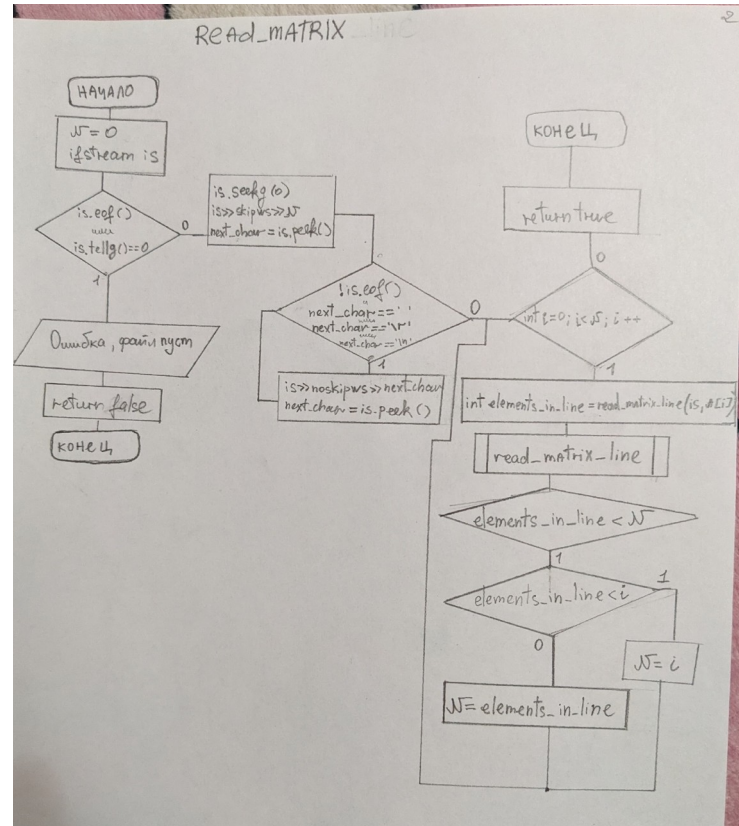 2
READ_MATRIX
НАЧАЛО
N=0
ifstream is
is.eof()
или
is.tellg()==0
0
1
Ошибка, файл пуст
return false
КОНЕЦ
is.seekg(0)
is>>skipws>>N
next_char=is.peek()
!is.eof()
и
next_char==' '
или
next_char=='\r'
или
next_char=='\n'
0
1
is>>noskipws>>next_char
next_char=is.peek()
КОНЕЦ
return true
0
int i=0; i<N; i++
1
int elements_in_line=read_matrix_line(is, A[i])
read_matrix_line
elements_in_line<N
1
elements_in_line<i
1
0
N=i
N=elements_in_line